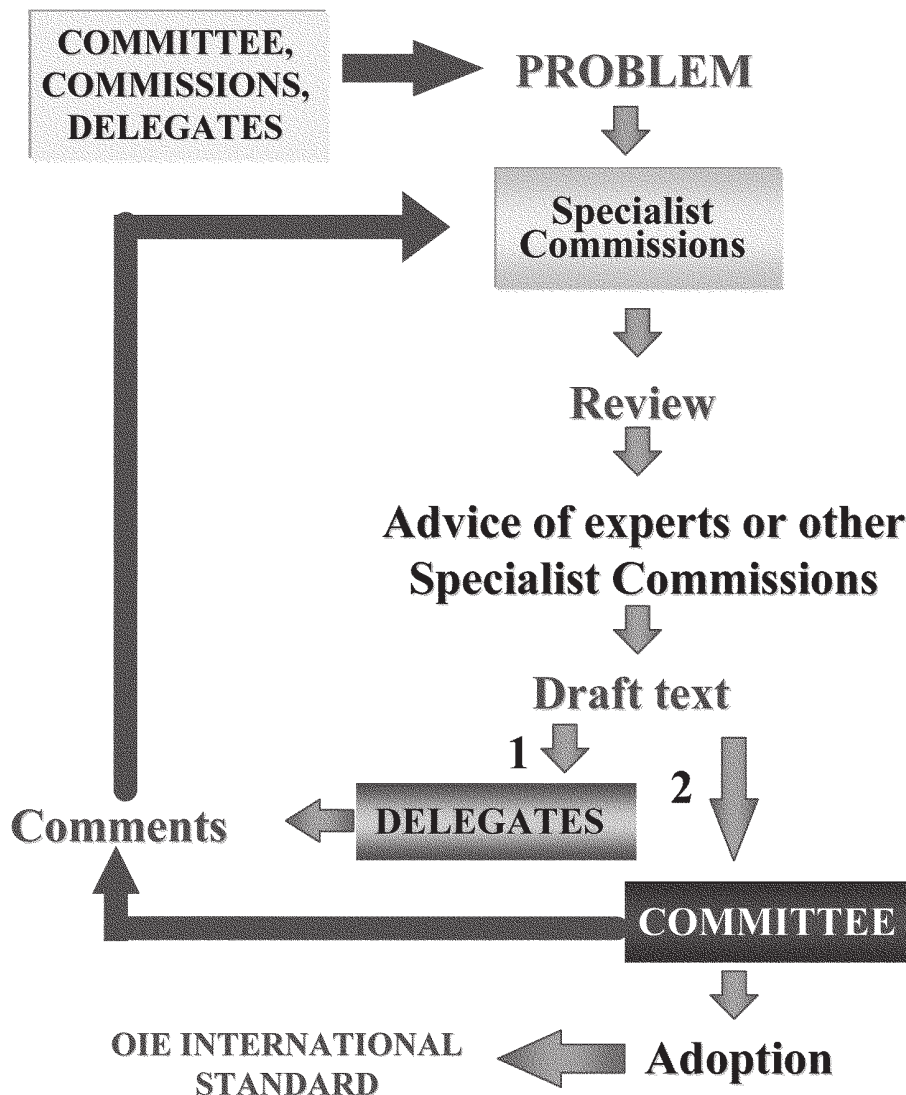 COMMITTEE,
COMMISSIONS,
DELEGATES
PROBLEM
Specialist
Commissions
Review
Advice of experts or other
Specialist Commissions
Draft text
1
2
DELEGATES
Comments
COMMITTEE
Adoption
OIE INTERNATIONAL
STANDARD